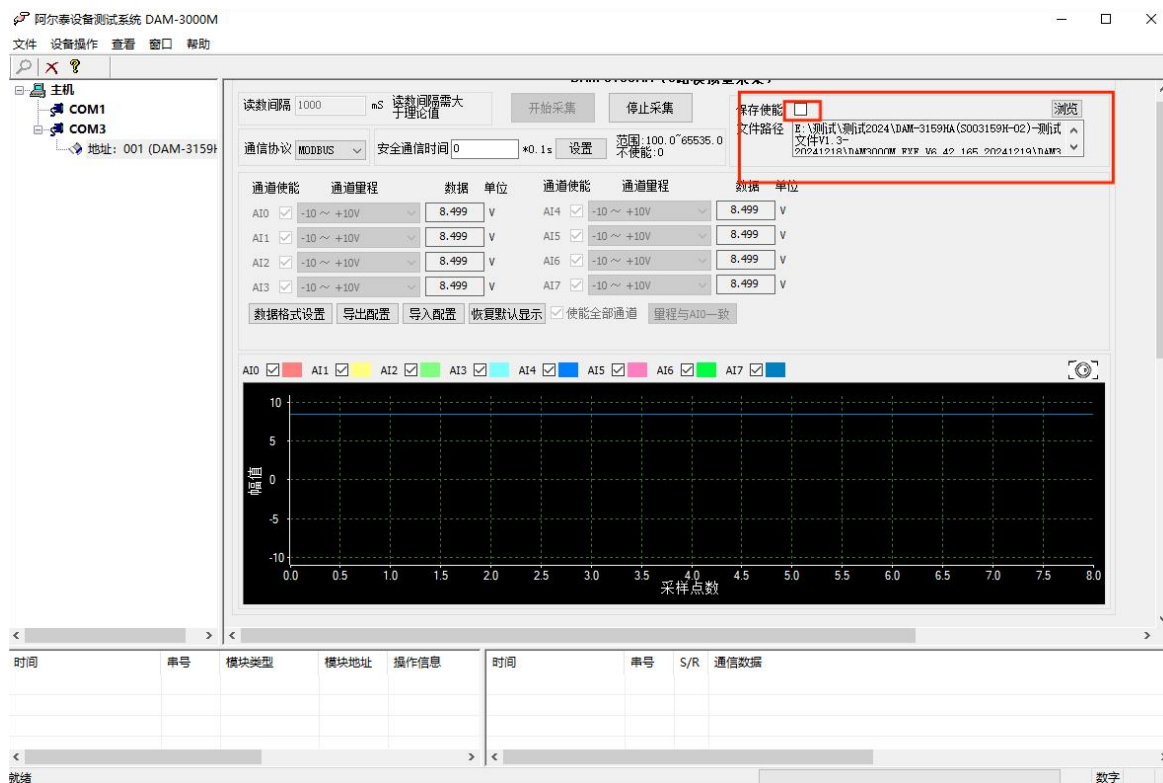 阿尔泰设备测试系统 DAM-3000M
文件 设备操作 查看 窗口 帮助
主机
COM1
COM3
地址: 001 (DAM-3159H
读数间隔 1000 mS 读数间隔需大于理论值 开始采集 停止采集
保存使能 浏览
文件路径 E:\测试\测试2024\DAM-3159HA(S003159H-02)-测试
文件V1.3-
20241218\DAM3000M EXE V6.42.165 20241219\DAM3
通信协议 MODBUS 安全通信时间 0 *0.1s 设置 范围:100.0~65535.0
不使能:0
通道使能 通道量程 数据 单位 通道使能 通道量程 数据 单位
AI0 -10 ~ +10V 8.499 V AI4 -10 ~ +10V 8.499 V
AI1 -10 ~ +10V 8.499 V AI5 -10 ~ +10V 8.499 V
AI2 -10 ~ +10V 8.499 V AI6 -10 ~ +10V 8.499 V
AI3 -10 ~ +10V 8.499 V AI7 -10 ~ +10V 8.499 V
数据格式设置 导出配置 导入配置 恢复默认显示 使能全部通道 量程与AI0一致
AI0 AI1 AI2 AI3 AI4 AI5 AI6 AI7
10
5
0
-5
-10
幅值
0.0 0.5 1.0 1.5 2.0 2.5 3.0 3.5 4.0 4.5 5.0 5.5 6.0 6.5 7.0 7.5 8.0
采样点数
时间 串号 模块类型 模块地址 操作信息 时间 串号 S/R 通信数据
就绪 数字